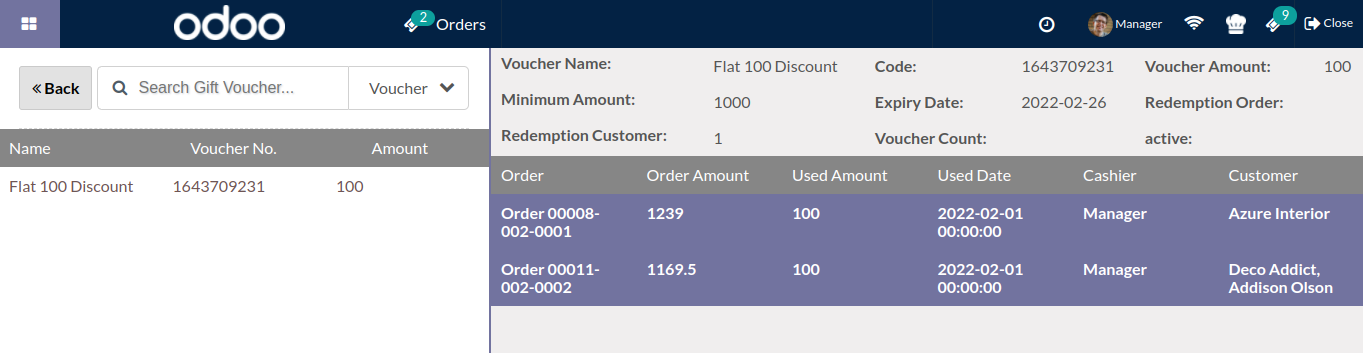 odoo 2 Orders Manager 9 Close
« Back Search Gift Voucher... Voucher
Name Voucher No. Amount
Flat 100 Discount 1643709231 100
Voucher Name: Flat 100 Discount Code: 1643709231 Voucher Amount: 100
Minimum Amount: 1000 Expiry Date: 2022-02-26 Redemption Order:
Redemption Customer: 1 Voucher Count: active:
Order Order Amount Used Amount Used Date Cashier Customer
Order 00008- 1239 100 2022-02-01 Manager Azure Interior
002-0001 00:00:00
Order 00011- 1169.5 100 2022-02-01 Manager Deco Addict,
002-0002 00:00:00 Addison Olson